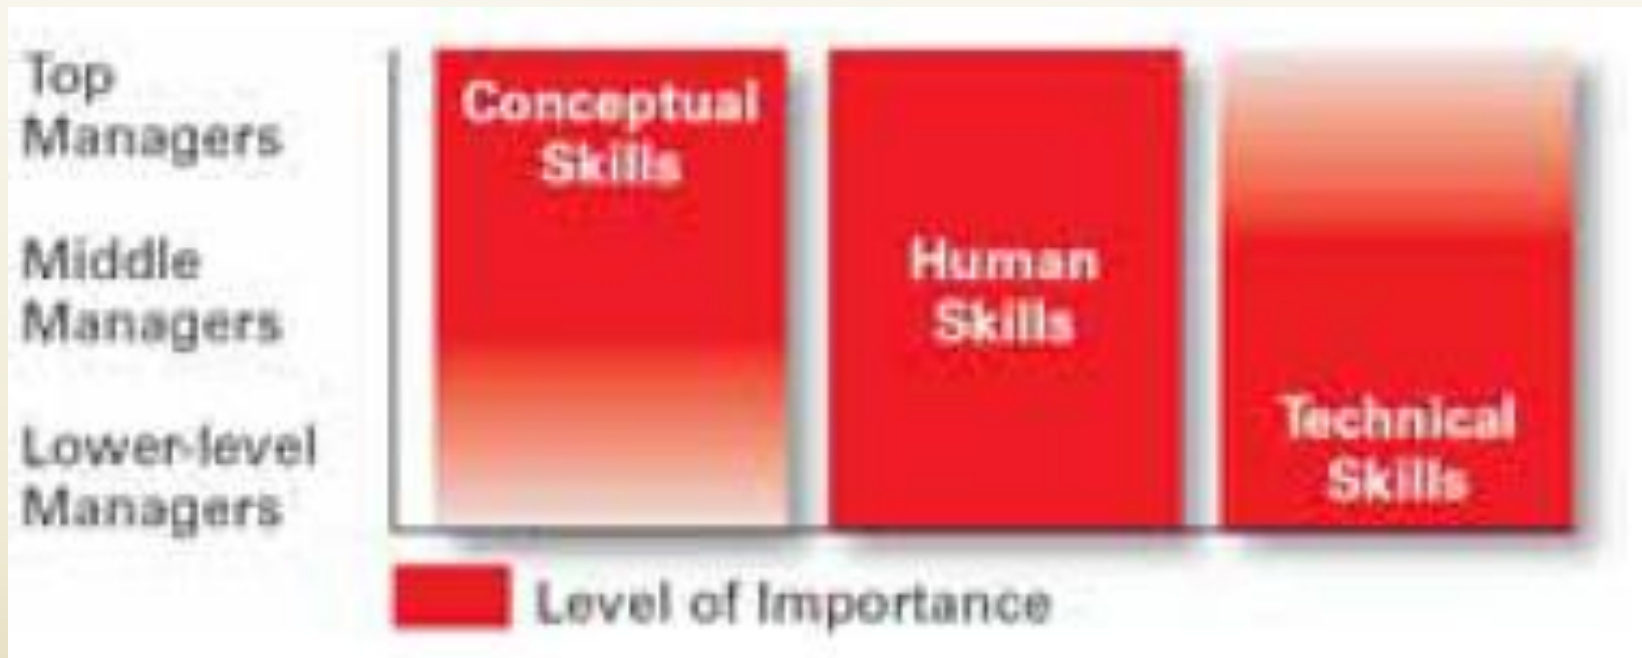 Top
Managers
Middle
Managers
Lower-level
Managers
Conceptual
Skills
Human
Skills
Technical
Skills
Level of Importance